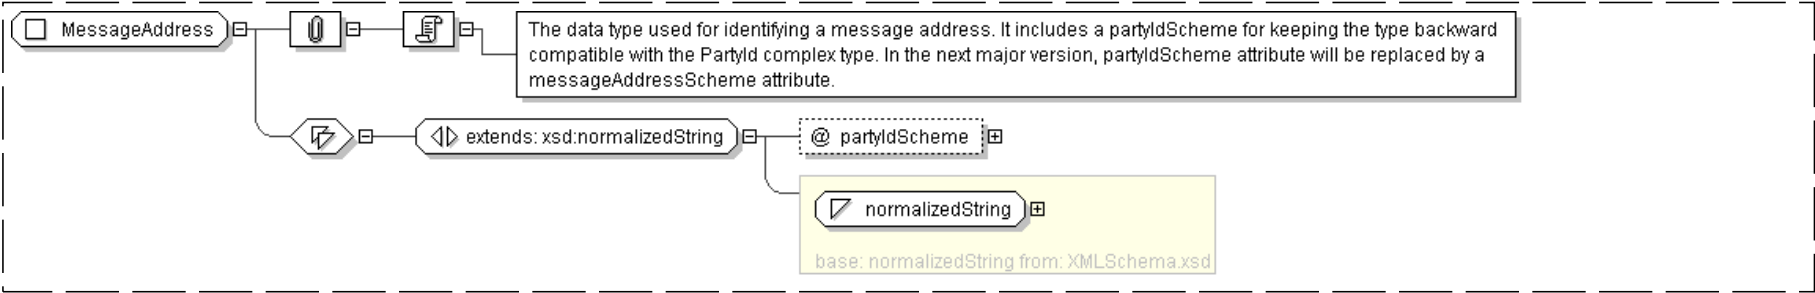 MessageAddress
The data type used for identifying a message address. It includes a partyIdScheme for keeping the type backward
compatible with the PartyId complex type. In the next major version, partyIdScheme attribute will be replaced by a
messageAddressScheme attribute.
extends: xsd:normalizedString
@ partyIdScheme
normalizedString
base: normalizedString from: XMLSchema.xsd